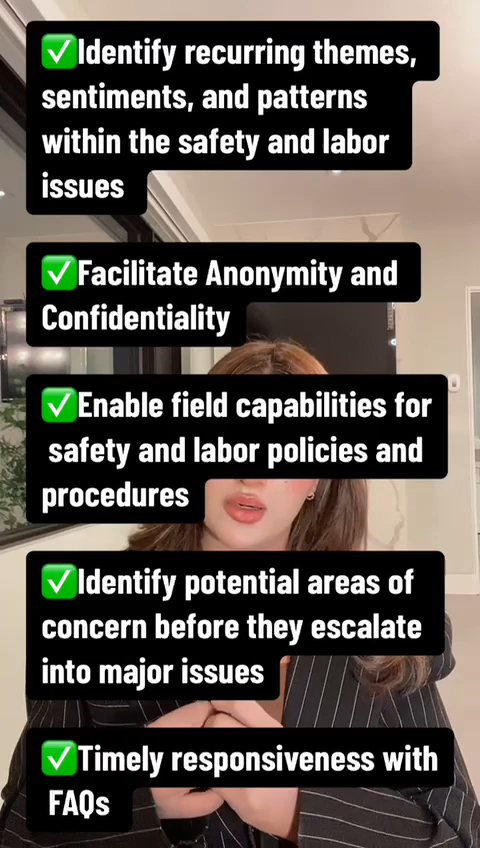 ✅Identify recurring themes,
sentiments, and patterns
within the safety and labor
issues
✅Facilitate Anonymity and
Confidentiality
✅Enable field capabilities for
safety and labor policies and
procedures
✅Identify potential areas of
concern before they escalate
into major issues
✅Timely responsiveness with
FAQs